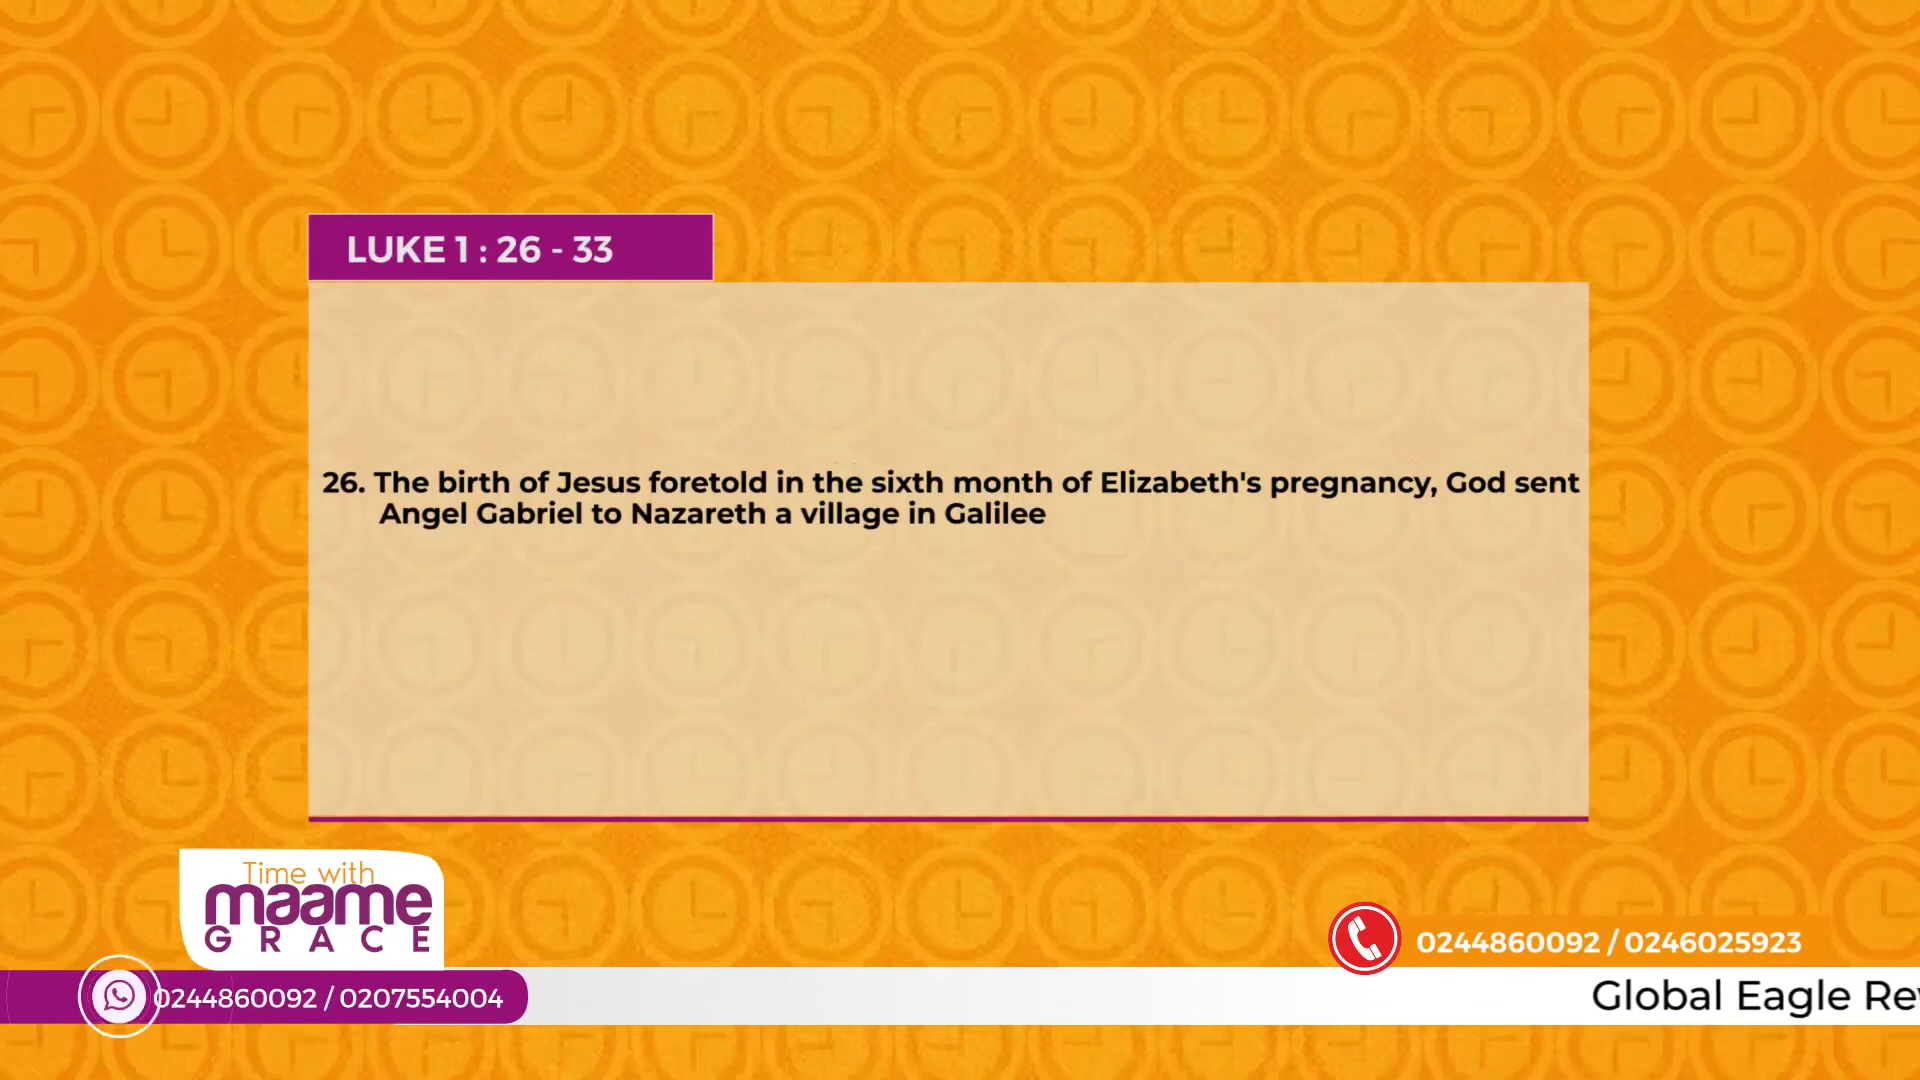 LUKE 1 : 26 - 33
26. The birth of Jesus foretold in the sixth month of Elizabeth's pregnancy, God sent
Angel Gabriel to Nazareth a village in Galilee
Time with
maame
GRACE
0244860092 / 0246025923
0244860092 / 0207554004
Global Eagle